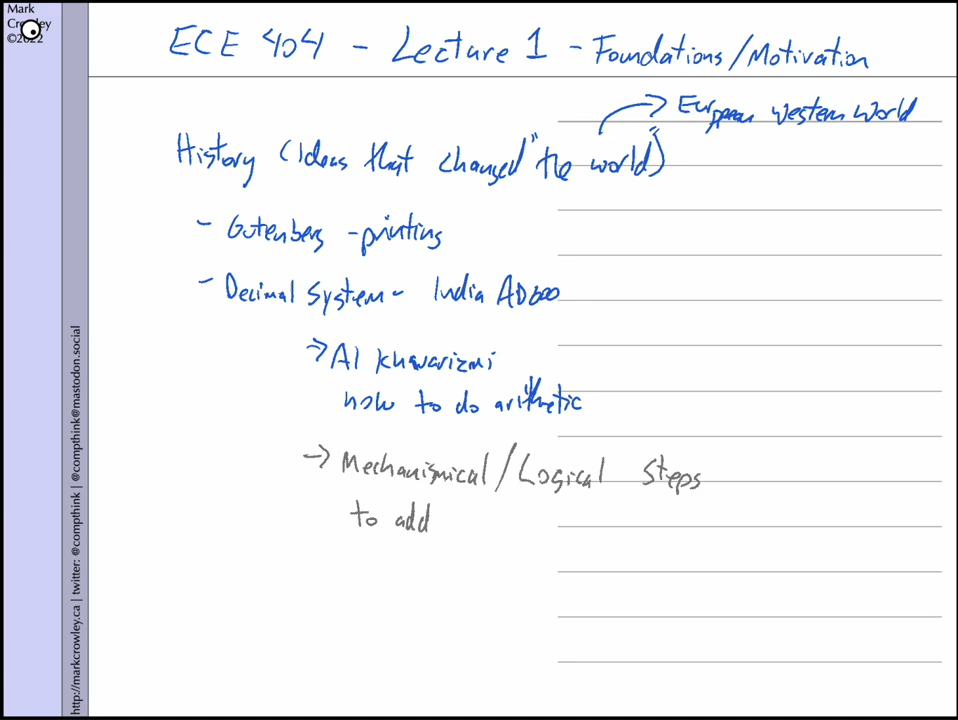 Mark
Crowley
©2022
ECE 404 - Lecture 1 - Foundations/Motivation
→ European Western World
History (Ideas that changed "the world")
- Gutenberg - printing
- Decimal System - India AD600
→ Al Khwarizmi
how to do arithmetic
→ Mechanismical/Logical Steps
to add
http://markcrowley.ca | twitter: @compthink | @compthink@mastodon.social